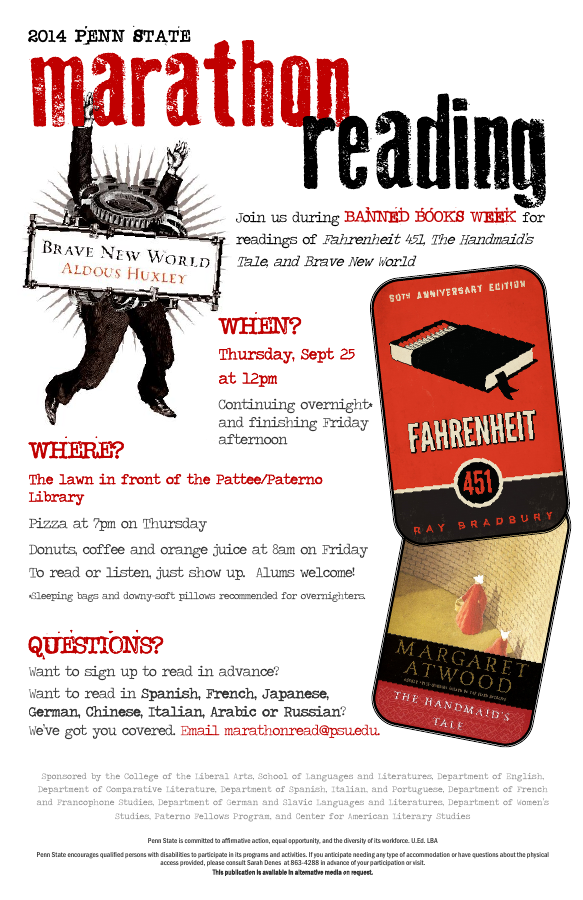 2014 PENN STATE
marathon
reading
Join us during BANNED BOOKS WEEK for
readings of Fahrenheit 451, The Handmaid's
Tale, and Brave New World
BRAVE NEW WORLD
ALDOUS HUXLEY
50TH ANNIVERSARY EDITION
FAHRENHEIT
451
RAY BRADBURY
WHEN?
Thursday, Sept 25
at 12pm
Continuing overnight*
and finishing Friday
afternoon
WHERE?
The lawn in front of the Pattee/Paterno
Library
Pizza at 7pm on Thursday
Donuts, coffee and orange juice at 8am on Friday
To read or listen, just show up. Alums welcome!
*Sleeping bags and downy-soft pillows recommended for overnighters.
MARGARET
ATWOOD
THE HANDMAID'S
TALE
QUESTIONS?
Want to sign up to read in advance?
Want to read in Spanish, French, Japanese,
German, Chinese, Italian, Arabic or Russian?
We've got you covered. Email marathonread@psu.edu.
Sponsored by the College of the Liberal Arts, School of Languages and Literatures, Department of English,
Department of Comparative Literature, Department of Spanish, Italian, and Portuguese, Department of French
and Francophone Studies, Department of German and Slavic Languages and Literatures, Department of Women's
Studies, Paterno Fellows Program, and Center for American Literary Studies
Penn State is committed to affirmative action, equal opportunity, and the diversity of its workforce. U.Ed. LBA
Penn State encourages qualified persons with disabilities to participate in its programs and activities. If you anticipate needing any type of accommodation or have questions about the physical
access provided, please consult Sarah Denes at 863-4288 in advance of your participation or visit.
This publication is available in alternative media on request.